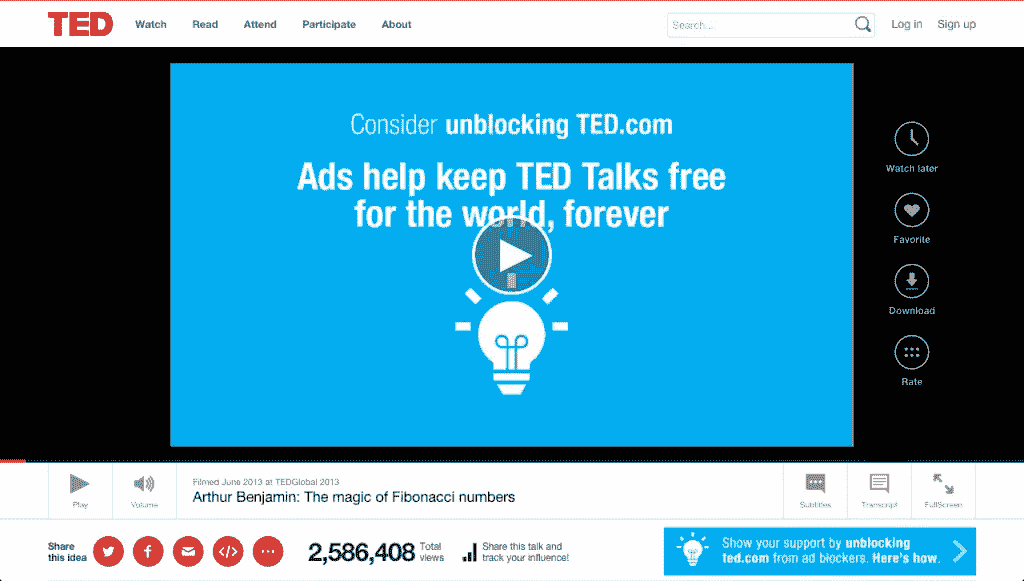 TED Watch Read Attend Participate About Search... Log in Sign up
Consider unblocking TED.com
Ads help keep TED Talks free
for the world, forever
Watch later
Favorite
Download
Rate
Play
Volume
Filmed June 2013 at TEDGlobal 2013
Arthur Benjamin: The magic of Fibonacci numbers
Subtitles
Transcript
FullScreen
Share
this idea
2,586,408 Total
views
Share this talk and
track your influence!
Show your support by unblocking
ted.com from ad blockers. Here's how.